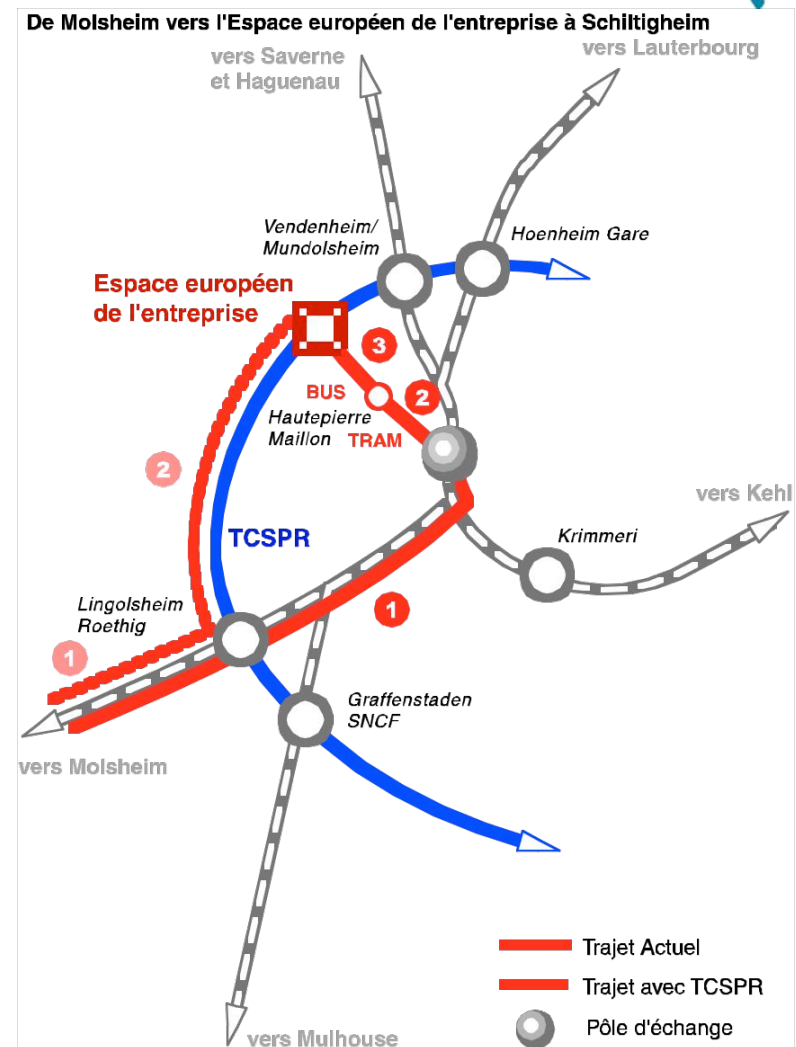 De Molsheim vers l'Espace européen de l'entreprise à Schiltigheim
vers Saverne
et Haguenau
vers Lauterbourg
Vendenheim/
Mundolsheim
Hoenheim Gare
Espace européen
de l'entreprise
3
BUS
2
Hautepierre
Maillon
TRAM
2
vers Kehl
TCSPR
Krimmeri
Lingolsheim
Roethig
1
1
Graffenstaden
SNCF
vers Molsheim
Trajet Actuel
Trajet avec TCSPR
Pôle d'échange
vers Mulhouse